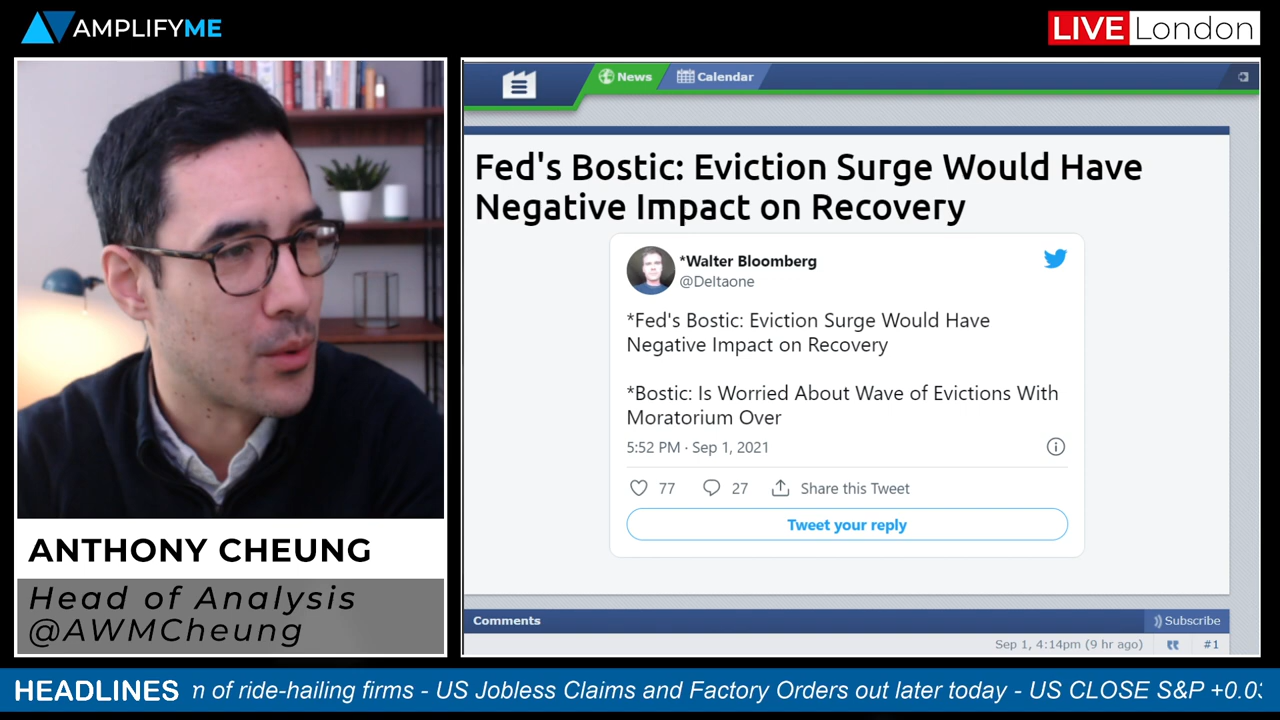 AMPLIFYME
LIVE London
News
Calendar
Fed's Bostic: Eviction Surge Would Have
Negative Impact on Recovery
*Walter Bloomberg
@Deltaone
*Fed's Bostic: Eviction Surge Would Have
Negative Impact on Recovery
*Bostic: Is Worried About Wave of Evictions With
Moratorium Over
5:52 PM · Sep 1, 2021
77
27
Share this Tweet
Tweet your reply
Comments
Subscribe
Sep 1, 4:14pm (9 hr ago)
#1
ANTHONY CHEUNG
Head of Analysis
@AWMCheung
HEADLINES
n of ride-hailing firms - US Jobless Claims and Factory Orders out later today - US CLOSE S&P +0.03